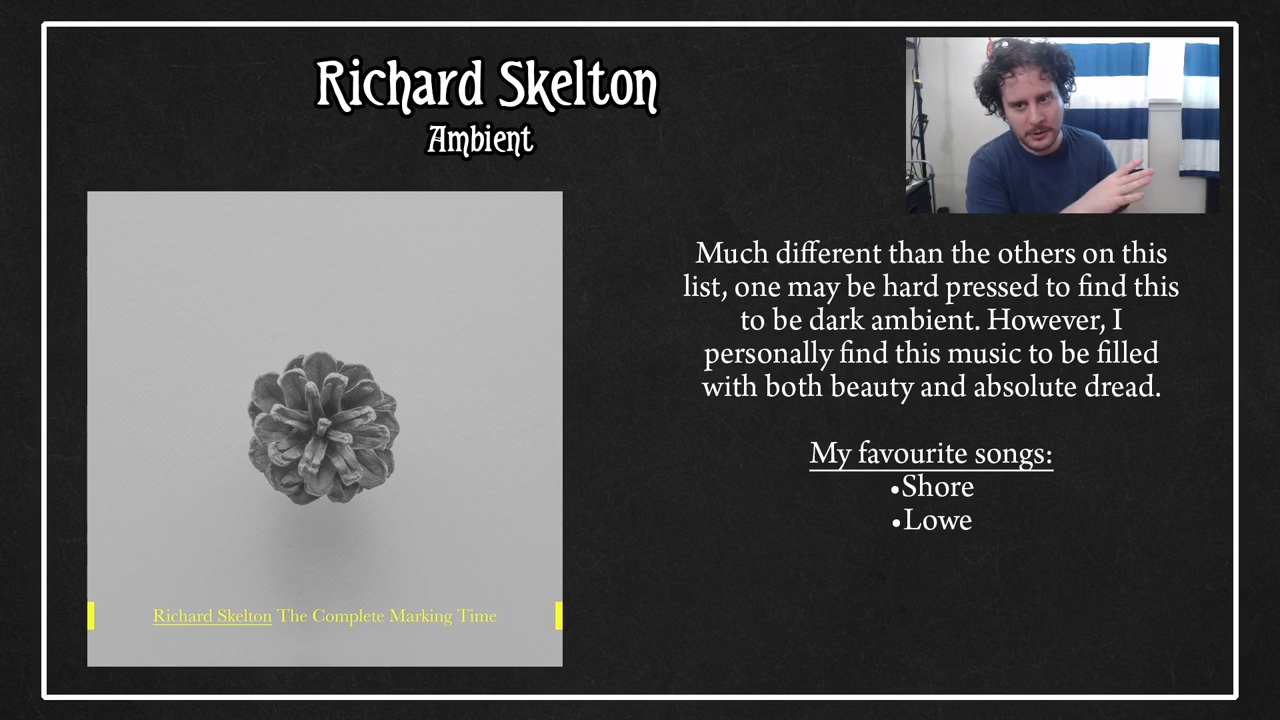 Richard Skelton
Ambient
Much different than the others on this
list, one may be hard pressed to find this
to be dark ambient. However, I
personally find this music to be filled
with both beauty and absolute dread.
My favourite songs:
•Shore
•Lowe
Richard Skelton The Complete Marking Time